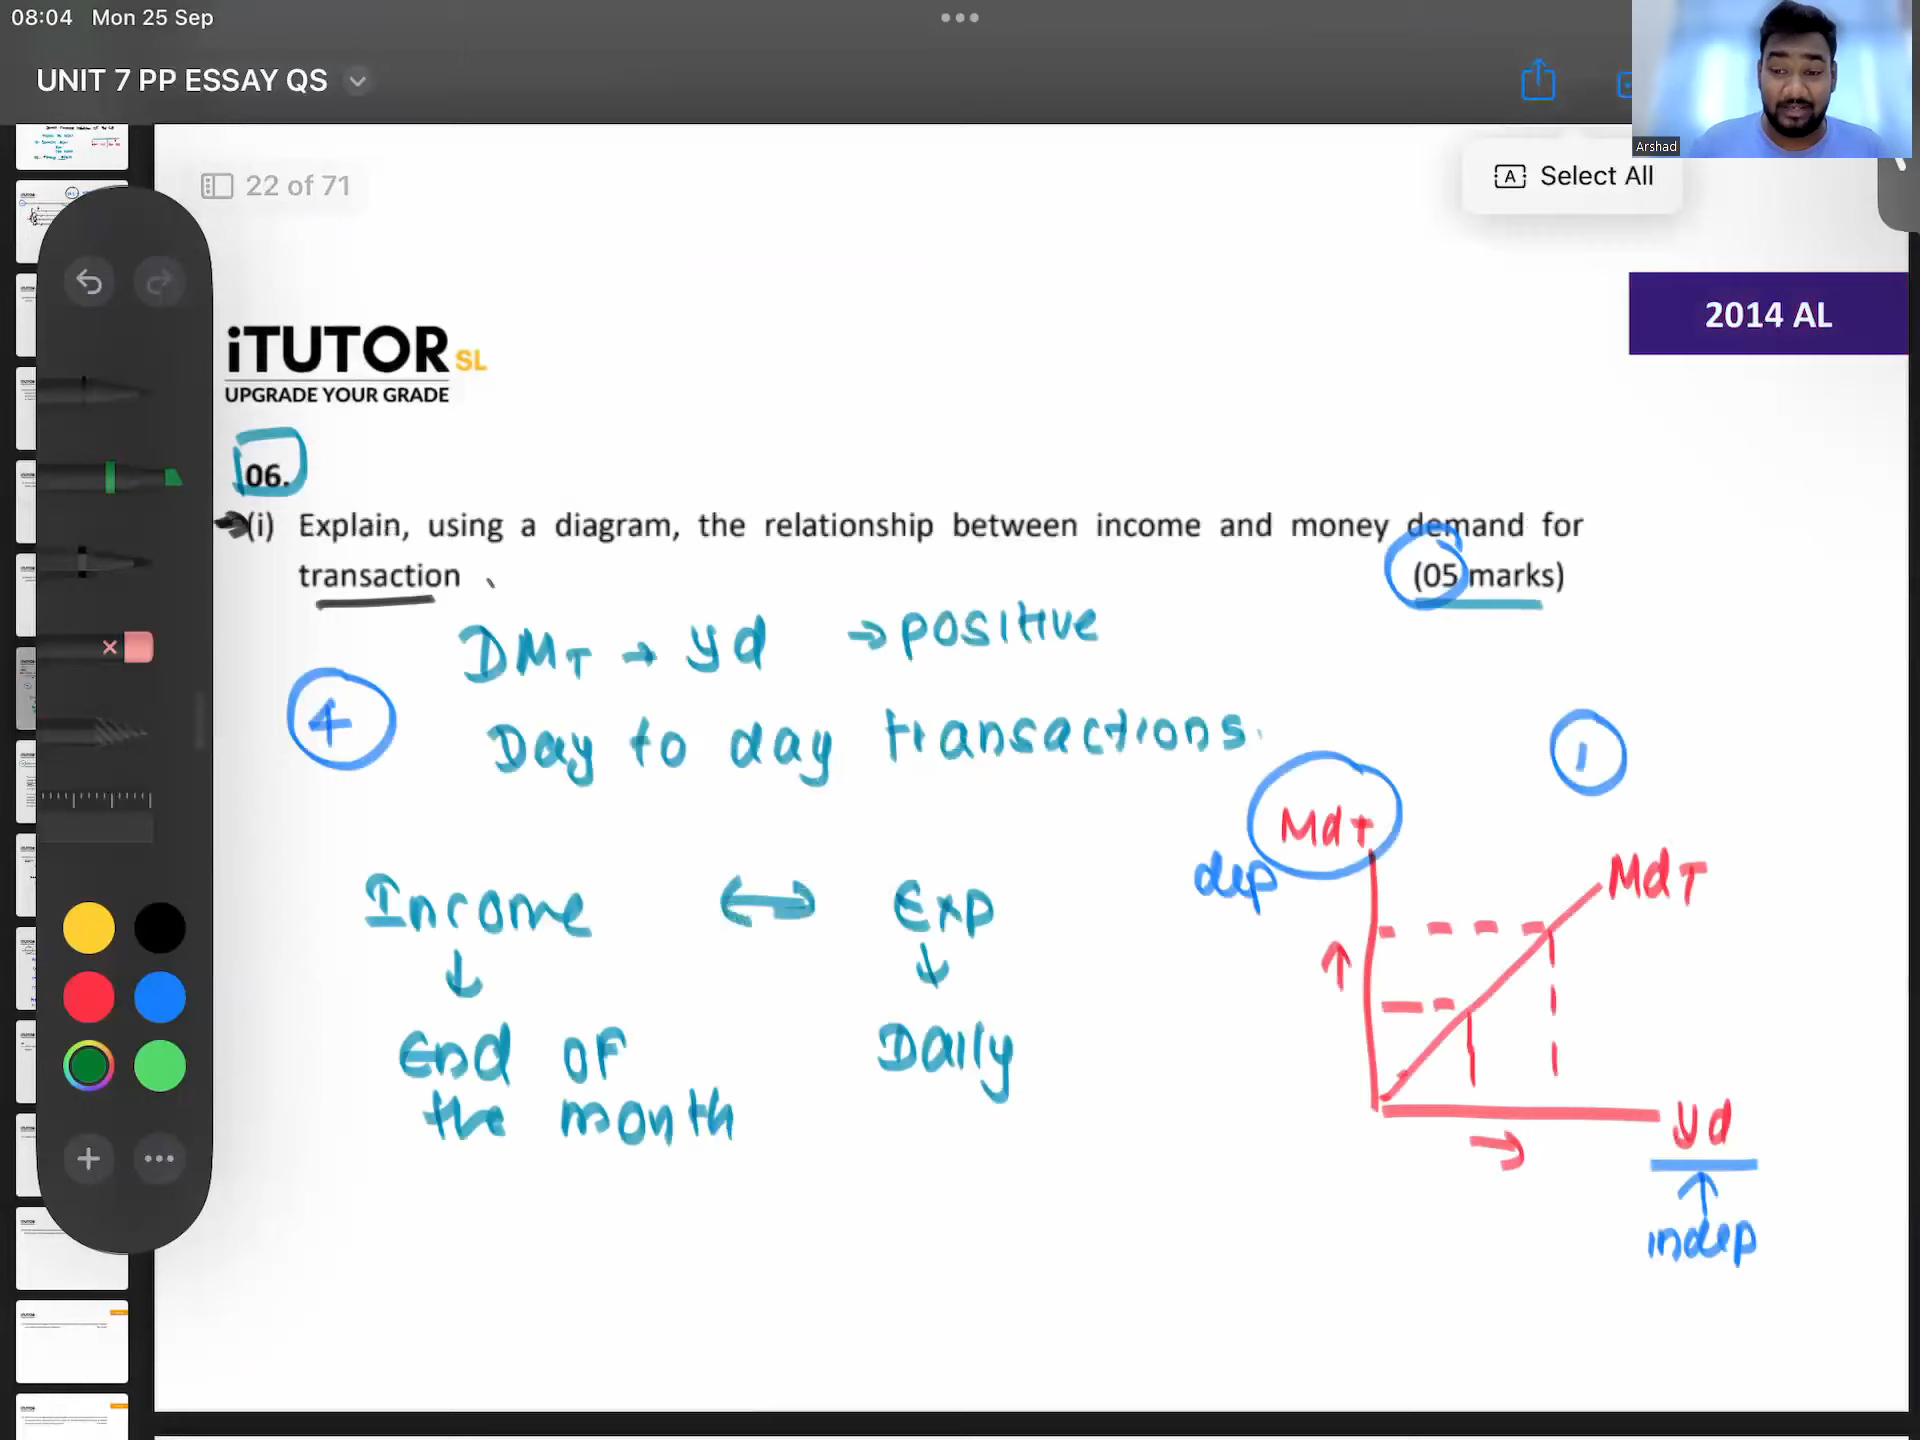 08:04 Mon 25 Sep
UNIT 7 PP ESSAY QS
Arshad
22 of 71
Select All
2014 AL
iTUTOR SL
UPGRADE YOUR GRADE
06.
(i) Explain, using a diagram, the relationship between income and money demand for
transaction (05 marks)
DMT → yd → positive
4
Day to day transactions.
1
MdT
dep
MdT
Income ↔ Exp
↓ ↓
↑
End of Daily
the month
yd
→
↑
indep